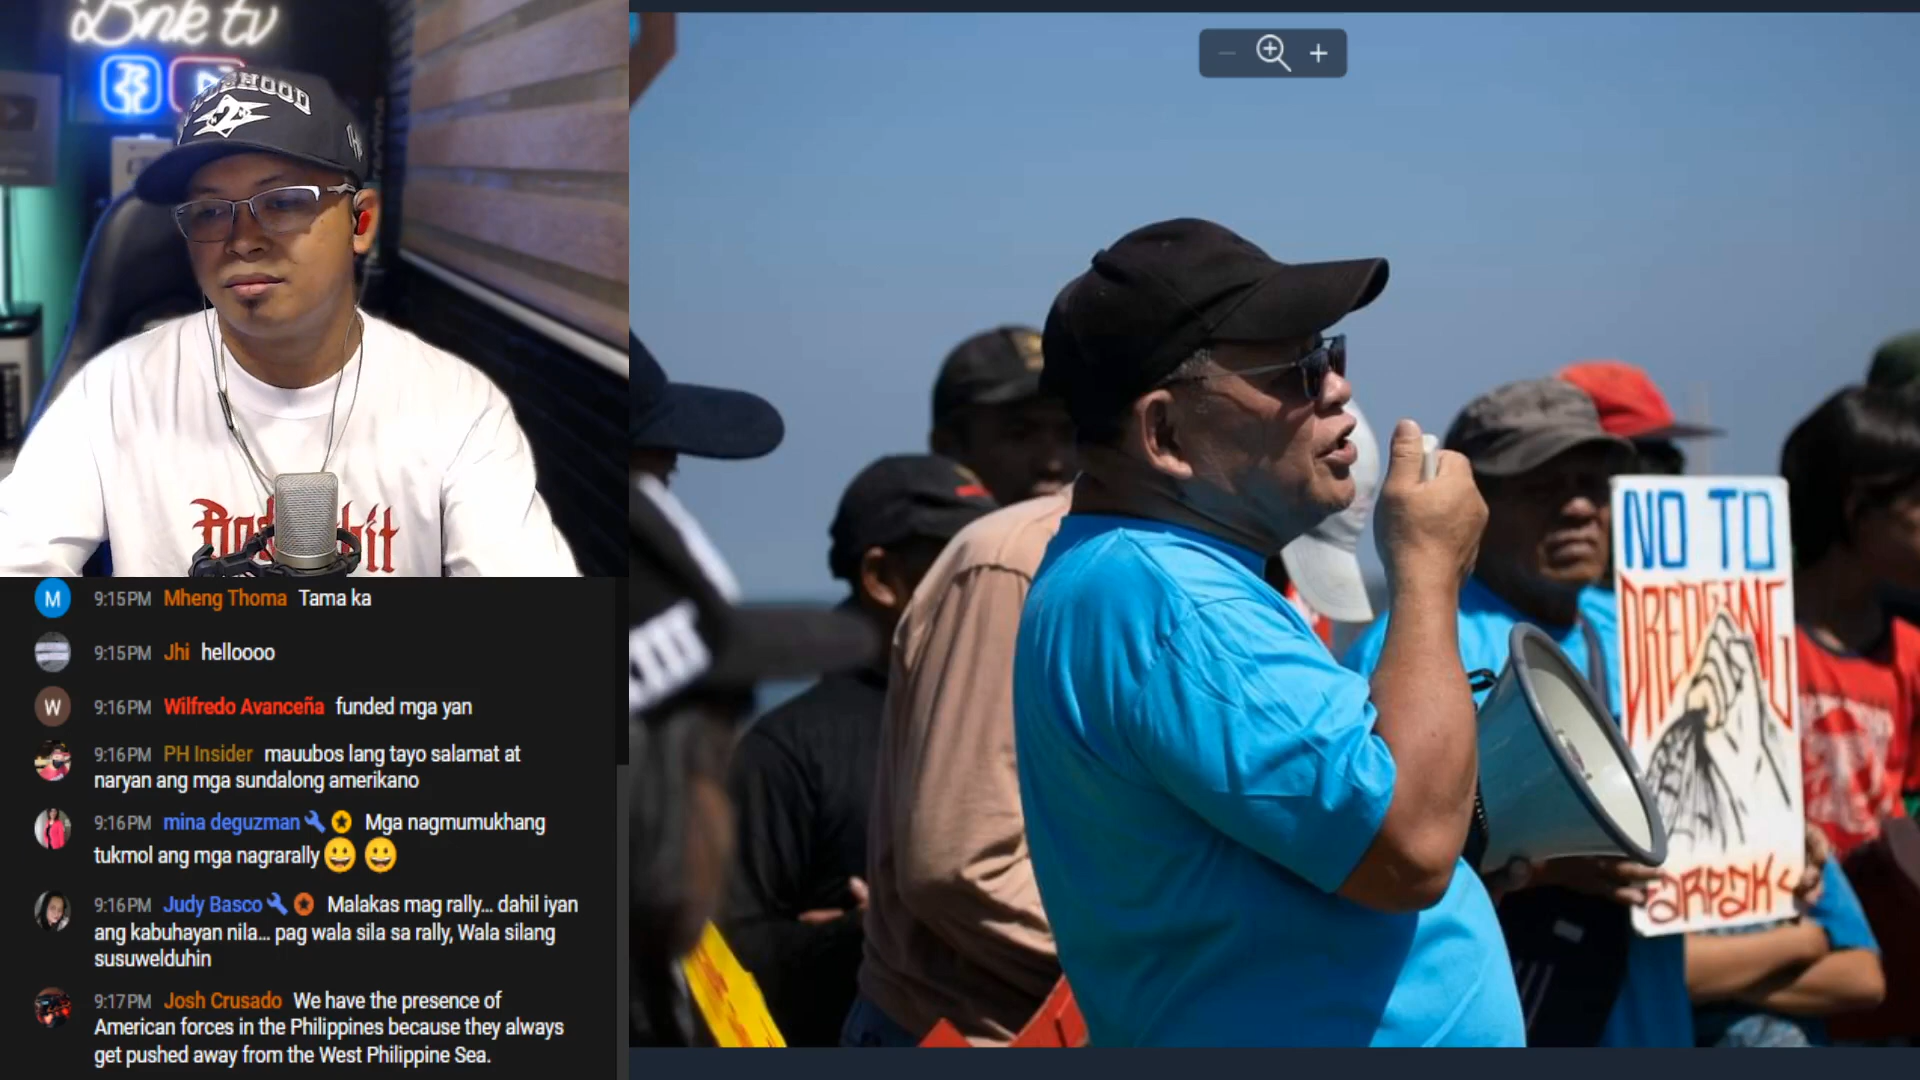 Bnk tv
HOOD
2
9:15PM Mheng Thoma Tama ka
9:15PM Jhi helloooo
9:16PM Wilfredo Avanceña funded mga yan
9:16PM PH Insider mauubos lang tayo salamat at
naryan ang mga sundalong amerikano
9:16PM mina deguzman Mga nagmumukhang
tukmol ang mga nagrarally
9:16PM Judy Basco Malakas mag rally... dahil iyan
ang kabuhayan nila... pag wala sila sa rally, Wala silang
susuwelduhin
9:17PM Josh Crusado We have the presence of
American forces in the Philippines because they always
get pushed away from the West Philippine Sea.
M
W
NO TO
DREDGING